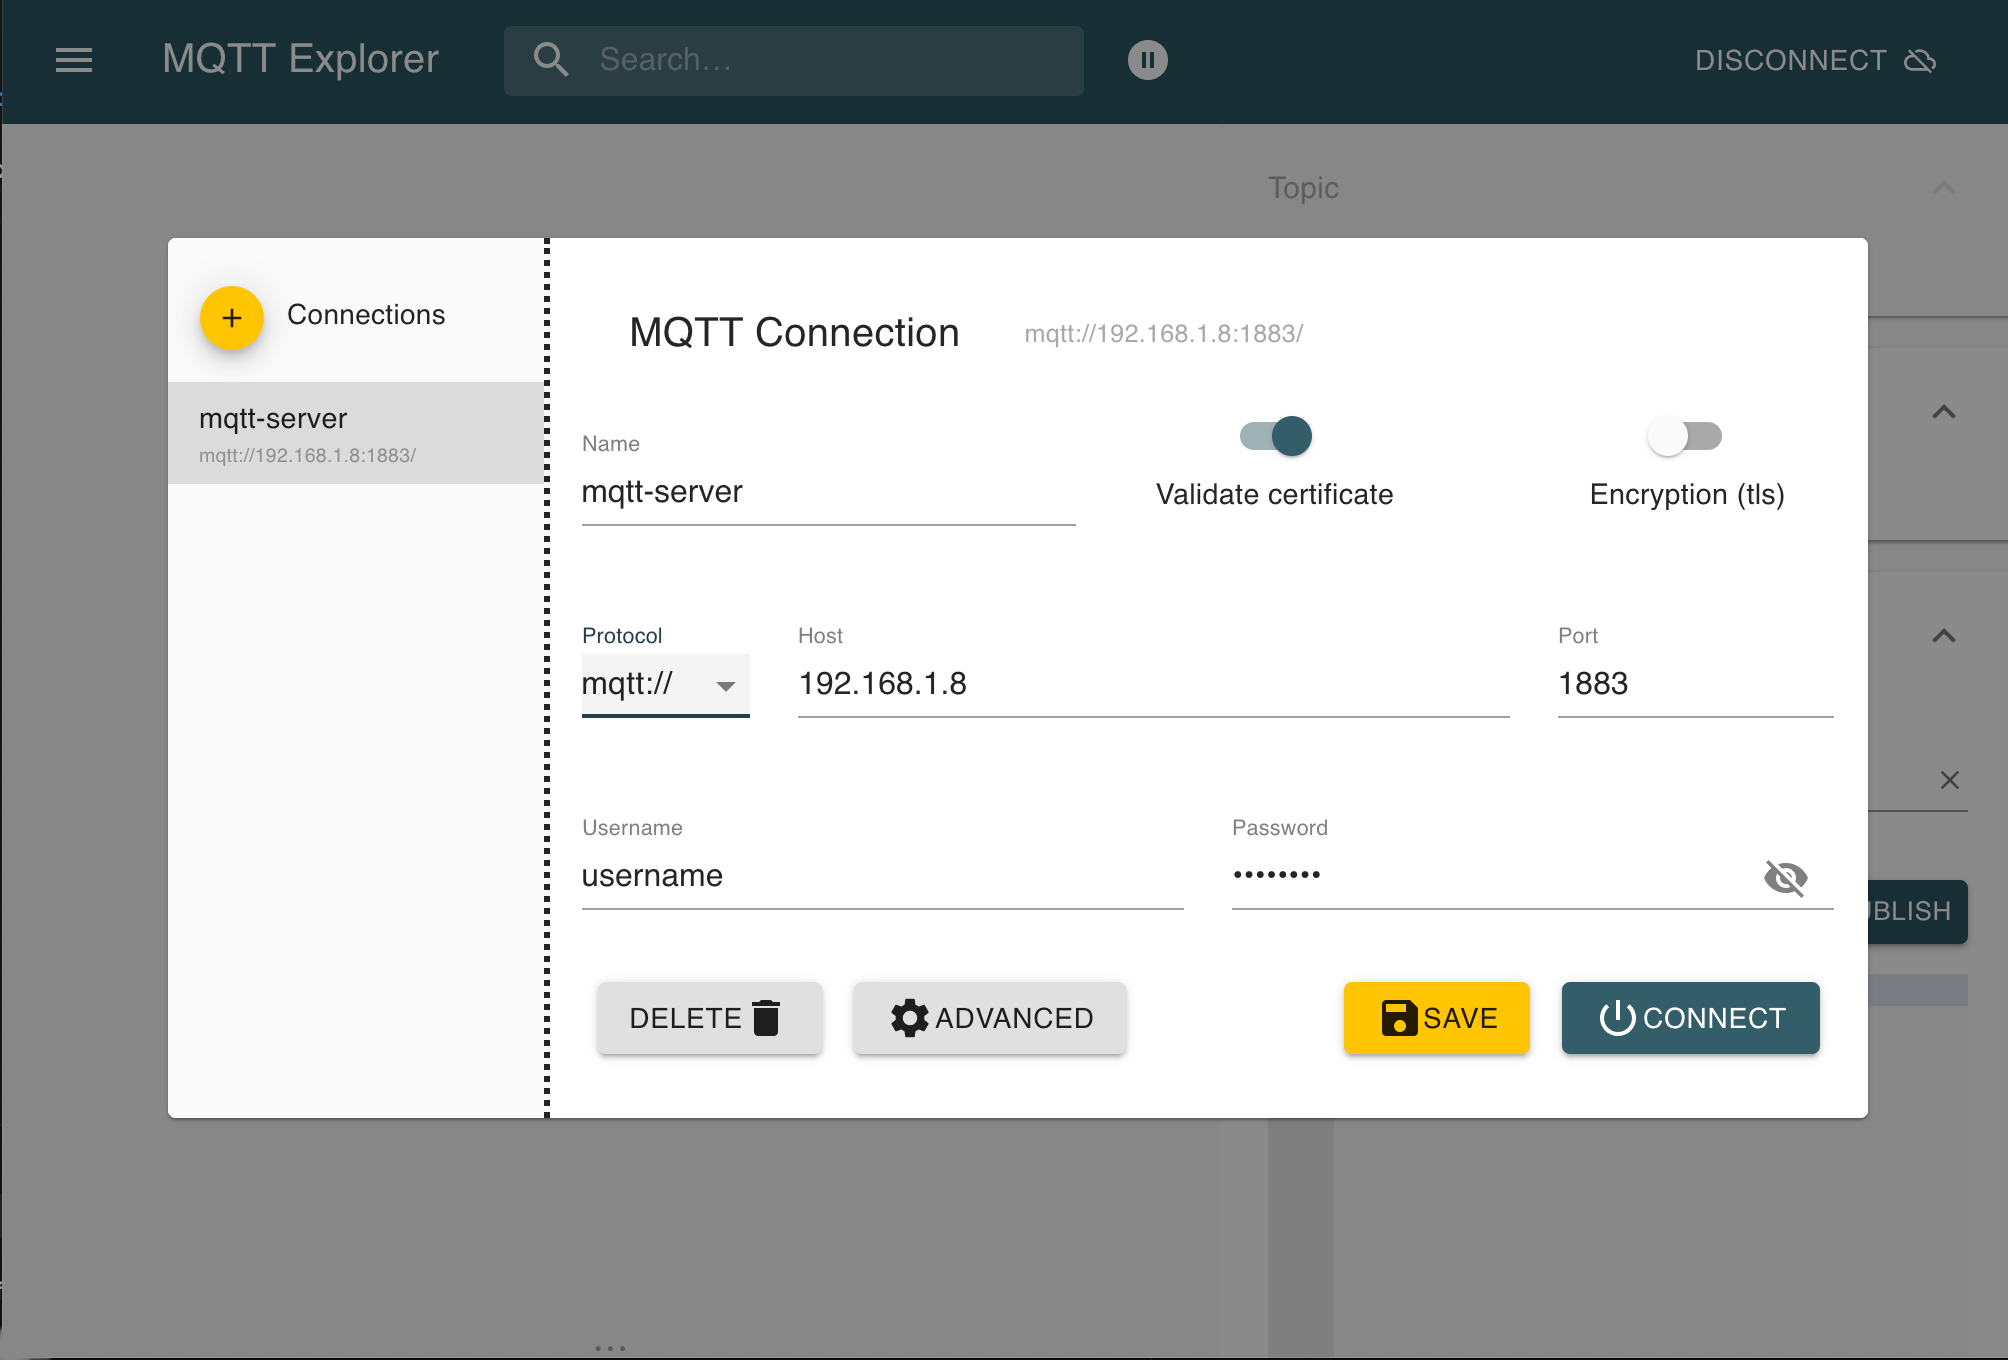 MQTT Explorer
Search…
DISCONNECT
Topic
Connections
mqtt-server
mqtt://192.168.1.8:1883/
MQTT Connection
mqtt://192.168.1.8:1883/
Name
mqtt-server
Validate certificate
Encryption (tls)
Protocol
mqtt://
Host
192.168.1.8
Port
1883
Username
username
Password
••••••••
UBLISH
DELETE
ADVANCED
SAVE
CONNECT